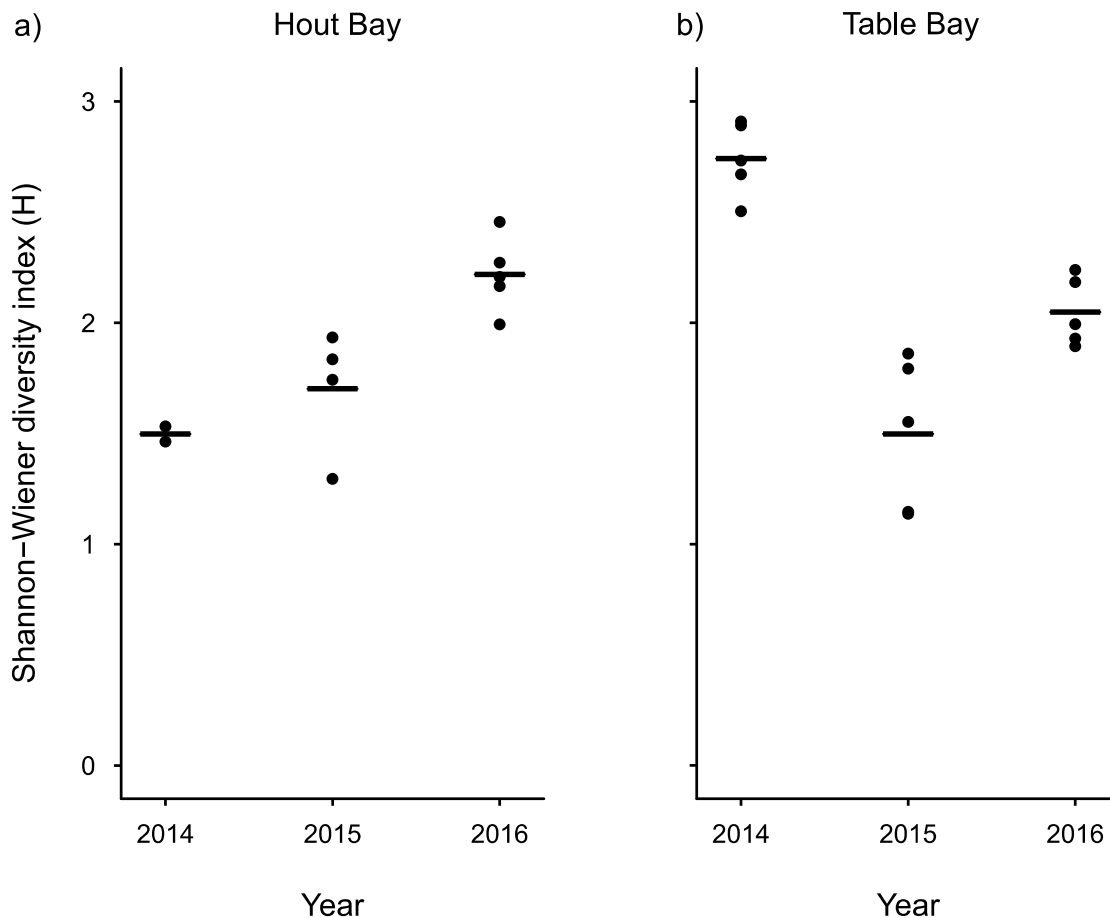 a)
Hout Bay
b)
Table Bay
Shannon−Wiener diversity index (H)
3
2
1
0
2014
2015
2016
2014
2015
2016
Year
Year